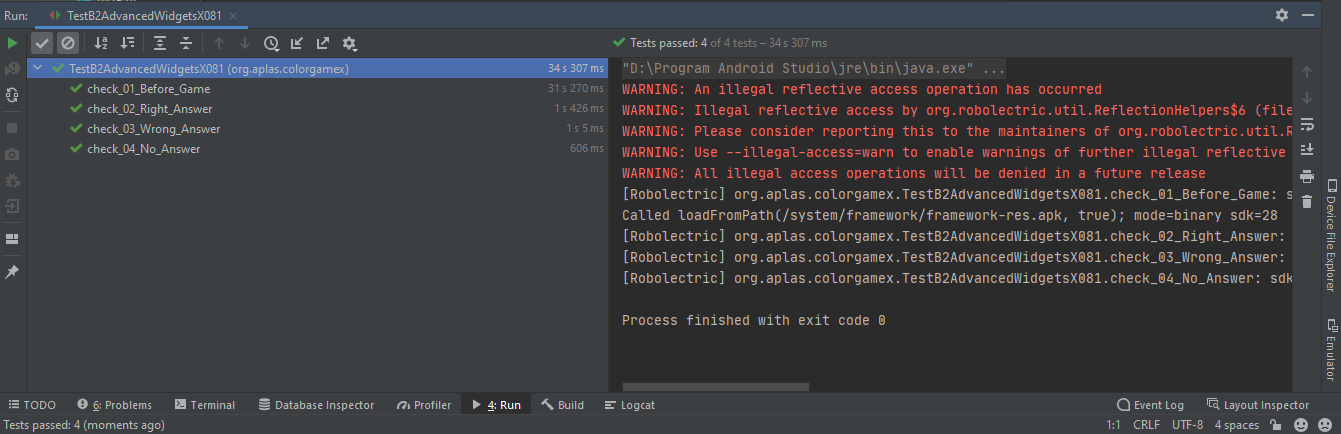 Run: TestB2AdvancedWidgetsX081
Tests passed: 4 of 4 tests – 34 s 307 ms
TestB2AdvancedWidgetsX081 (org.aplas.colorgamex) 34 s 307 ms
check_01_Before_Game 31 s 270 ms
check_02_Right_Answer 1 s 426 ms
check_03_Wrong_Answer 1 s 5 ms
check_04_No_Answer 606 ms
"D:\Program Android Studio\jre\bin\java.exe" ...
WARNING: An illegal reflective access operation has occurred
WARNING: Illegal reflective access by org.robolectric.util.ReflectionHelpers$6 (file
WARNING: Please consider reporting this to the maintainers of org.robolectric.util.R
WARNING: Use --illegal-access=warn to enable warnings of further illegal reflective
WARNING: All illegal access operations will be denied in a future release
[Robolectric] org.aplas.colorgamex.TestB2AdvancedWidgetsX081.check_01_Before_Game: s
Called loadFromPath(/system/framework/framework-res.apk, true); mode=binary sdk=28
[Robolectric] org.aplas.colorgamex.TestB2AdvancedWidgetsX081.check_02_Right_Answer:
[Robolectric] org.aplas.colorgamex.TestB2AdvancedWidgetsX081.check_03_Wrong_Answer:
[Robolectric] org.aplas.colorgamex.TestB2AdvancedWidgetsX081.check_04_No_Answer: sdk
Process finished with exit code 0
Device File Explorer
Emulator
TODO 6: Problems Terminal Database Inspector Profiler 4: Run Build Logcat Event Log Layout Inspector
Tests passed: 4 (moments ago) 1:1 CRLF UTF-8 4 spaces